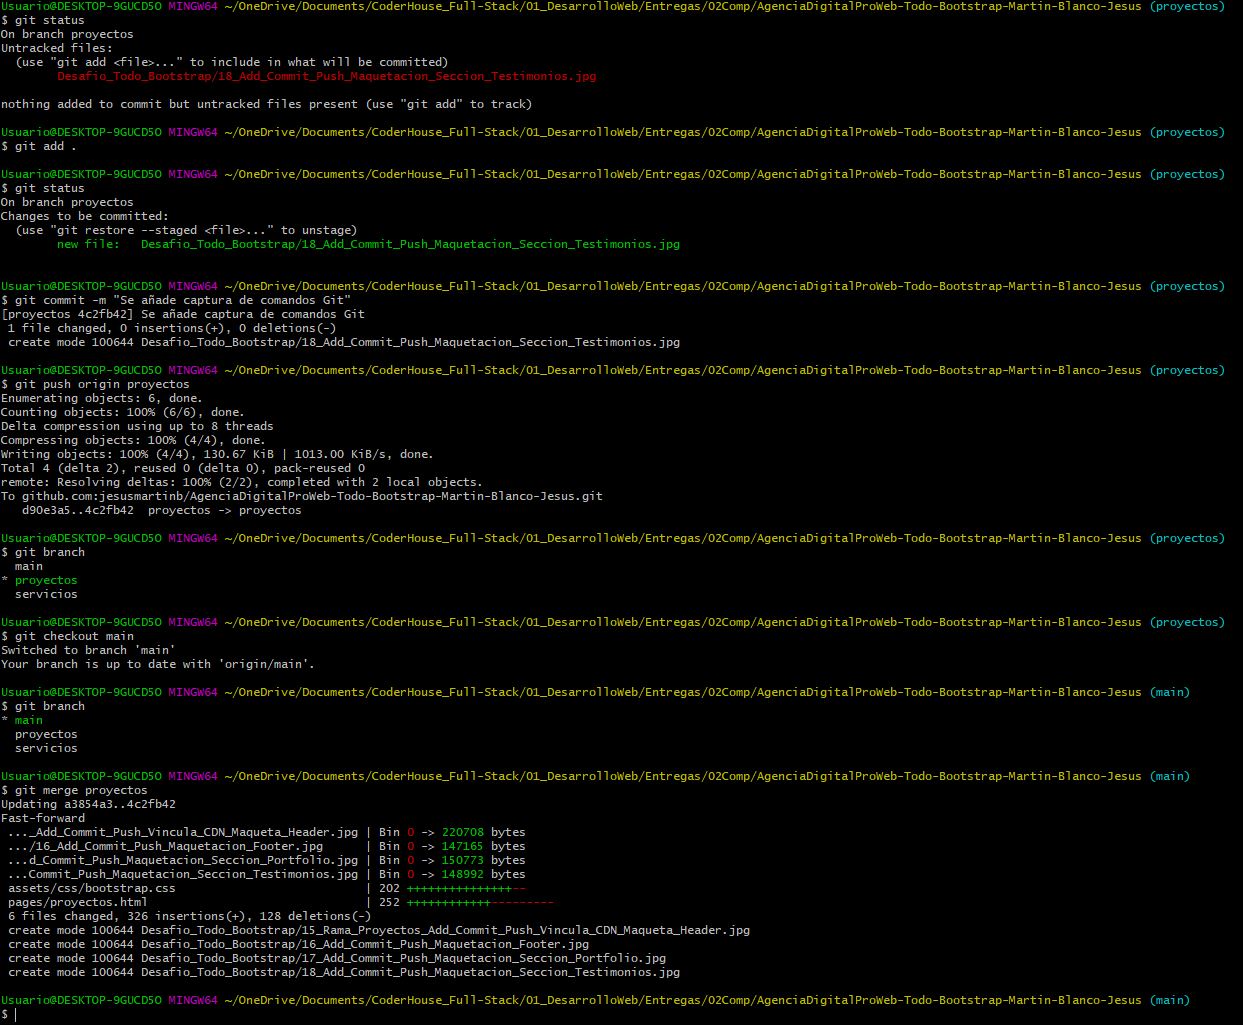 Usuario@DESKTOP-9GUCD5O MINGW64 ~/OneDrive/Documents/CoderHouse_Full-Stack/01_DesarrolloWeb/Entregas/02Comp/AgenciaDigitalProWeb-Todo-Bootstrap-Martin-Blanco-Jesus (proyectos)
$ git status
On branch proyectos
Untracked files:
  (use "git add <file>..." to include in what will be committed)
        Desafio_Todo_Bootstrap/18_Add_Commit_Push_Maquetacion_Seccion_Testimonios.jpg

nothing added to commit but untracked files present (use "git add" to track)

Usuario@DESKTOP-9GUCD5O MINGW64 ~/OneDrive/Documents/CoderHouse_Full-Stack/01_DesarrolloWeb/Entregas/02Comp/AgenciaDigitalProWeb-Todo-Bootstrap-Martin-Blanco-Jesus (proyectos)
$ git add .

Usuario@DESKTOP-9GUCD5O MINGW64 ~/OneDrive/Documents/CoderHouse_Full-Stack/01_DesarrolloWeb/Entregas/02Comp/AgenciaDigitalProWeb-Todo-Bootstrap-Martin-Blanco-Jesus (proyectos)
$ git status
On branch proyectos
Changes to be committed:
  (use "git restore --staged <file>..." to unstage)
        new file:   Desafio_Todo_Bootstrap/18_Add_Commit_Push_Maquetacion_Seccion_Testimonios.jpg

Usuario@DESKTOP-9GUCD5O MINGW64 ~/OneDrive/Documents/CoderHouse_Full-Stack/01_DesarrolloWeb/Entregas/02Comp/AgenciaDigitalProWeb-Todo-Bootstrap-Martin-Blanco-Jesus (proyectos)
$ git commit -m "Se añade captura de comandos Git"
[proyectos 4c2fb42] Se añade captura de comandos Git
 1 file changed, 0 insertions(+), 0 deletions(-)
 create mode 100644 Desafio_Todo_Bootstrap/18_Add_Commit_Push_Maquetacion_Seccion_Testimonios.jpg

Usuario@DESKTOP-9GUCD5O MINGW64 ~/OneDrive/Documents/CoderHouse_Full-Stack/01_DesarrolloWeb/Entregas/02Comp/AgenciaDigitalProWeb-Todo-Bootstrap-Martin-Blanco-Jesus (proyectos)
$ git push origin proyectos
Enumerating objects: 6, done.
Counting objects: 100% (6/6), done.
Delta compression using up to 8 threads
Compressing objects: 100% (4/4), done.
Writing objects: 100% (4/4), 130.67 KiB | 1013.00 KiB/s, done.
Total 4 (delta 2), reused 0 (delta 0), pack-reused 0
remote: Resolving deltas: 100% (2/2), completed with 2 local objects.
To github.com:jesusmartinb/AgenciaDigitalProWeb-Todo-Bootstrap-Martin-Blanco-Jesus.git
   d90e3a5..4c2fb42  proyectos -> proyectos

Usuario@DESKTOP-9GUCD5O MINGW64 ~/OneDrive/Documents/CoderHouse_Full-Stack/01_DesarrolloWeb/Entregas/02Comp/AgenciaDigitalProWeb-Todo-Bootstrap-Martin-Blanco-Jesus (proyectos)
$ git branch
  main
* proyectos
  servicios

Usuario@DESKTOP-9GUCD5O MINGW64 ~/OneDrive/Documents/CoderHouse_Full-Stack/01_DesarrolloWeb/Entregas/02Comp/AgenciaDigitalProWeb-Todo-Bootstrap-Martin-Blanco-Jesus (proyectos)
$ git checkout main
Switched to branch 'main'
Your branch is up to date with 'origin/main'.

Usuario@DESKTOP-9GUCD5O MINGW64 ~/OneDrive/Documents/CoderHouse_Full-Stack/01_DesarrolloWeb/Entregas/02Comp/AgenciaDigitalProWeb-Todo-Bootstrap-Martin-Blanco-Jesus (main)
$ git branch
* main
  proyectos
  servicios

Usuario@DESKTOP-9GUCD5O MINGW64 ~/OneDrive/Documents/CoderHouse_Full-Stack/01_DesarrolloWeb/Entregas/02Comp/AgenciaDigitalProWeb-Todo-Bootstrap-Martin-Blanco-Jesus (main)
$ git merge proyectos
Updating a3854a3..4c2fb42
Fast-forward
 ..._Add_Commit_Push_Vincula_CDN_Maqueta_Header.jpg | Bin 0 -> 220708 bytes
 .../16_Add_Commit_Push_Maquetacion_Footer.jpg      | Bin 0 -> 147165 bytes
 ...d_Commit_Push_Maquetacion_Seccion_Portfolio.jpg | Bin 0 -> 150773 bytes
 ...Commit_Push_Maquetacion_Seccion_Testimonios.jpg | Bin 0 -> 148992 bytes
 assets/css/bootstrap.css                           | 202 ++++++++++++++++--
 pages/proyectos.html                               | 252 ++++++++++++---------
 6 files changed, 326 insertions(+), 128 deletions(-)
 create mode 100644 Desafio_Todo_Bootstrap/15_Rama_Proyectos_Add_Commit_Push_Vincula_CDN_Maqueta_Header.jpg
 create mode 100644 Desafio_Todo_Bootstrap/16_Add_Commit_Push_Maquetacion_Footer.jpg
 create mode 100644 Desafio_Todo_Bootstrap/17_Add_Commit_Push_Maquetacion_Seccion_Portfolio.jpg
 create mode 100644 Desafio_Todo_Bootstrap/18_Add_Commit_Push_Maquetacion_Seccion_Testimonios.jpg

Usuario@DESKTOP-9GUCD5O MINGW64 ~/OneDrive/Documents/CoderHouse_Full-Stack/01_DesarrolloWeb/Entregas/02Comp/AgenciaDigitalProWeb-Todo-Bootstrap-Martin-Blanco-Jesus (main)
$